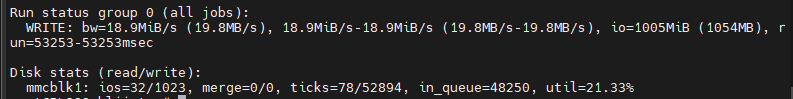 Run status group 0 (all jobs):
  WRITE: bw=18.9MiB/s (19.8MB/s), 18.9MiB/s-18.9MiB/s (19.8MB/s-19.8MB/s), io=1005MiB (1054MB), r
un=53253-53253msec

Disk stats (read/write):
  mmcblk1: ios=32/1023, merge=0/0, ticks=78/52894, in_queue=48250, util=21.33%